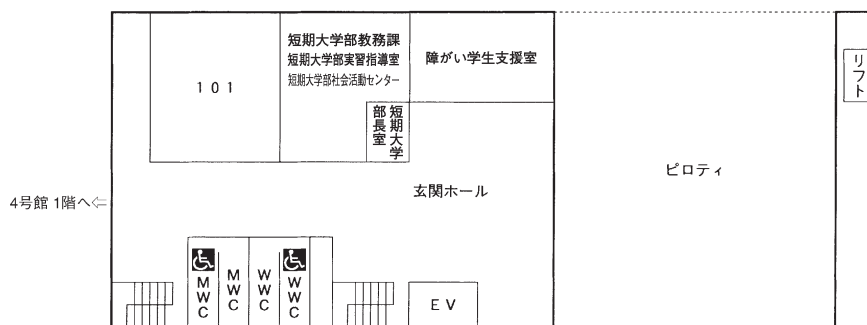 短期大学部教務課
短期大学部実習指導室
短期大学部社会活動センター
障がい学生支援室
リフト
101
短期大学
部長室
ピロティ
玄関ホール
4号館 1階へ⇦
MWC
MWC
WWC
WWC
EV